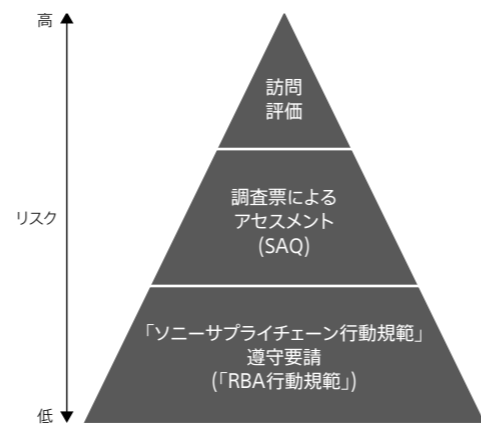 高
訪問
評価
調査票による
アセスメント
(SAQ)
リスク
「ソニーサプライチェーン行動規範」
遵守要請
(「RBA行動規範」)
低